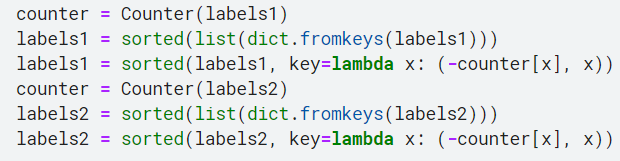 counter = Counter(labels1)
labels1 = sorted(list(dict.fromkeys(labels1)))
labels1 = sorted(labels1, key=lambda x: (-counter[x], x))
counter = Counter(labels2)
labels2 = sorted(list(dict.fromkeys(labels2)))
labels2 = sorted(labels2, key=lambda x: (-counter[x], x))